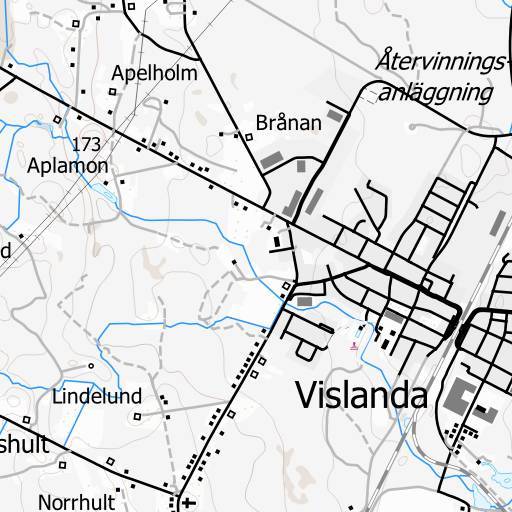 Apelholm
Återvinnings-
anläggning
Brånan
173
Aplamon
d
Lindelund
Vislanda
shult
Norrhult